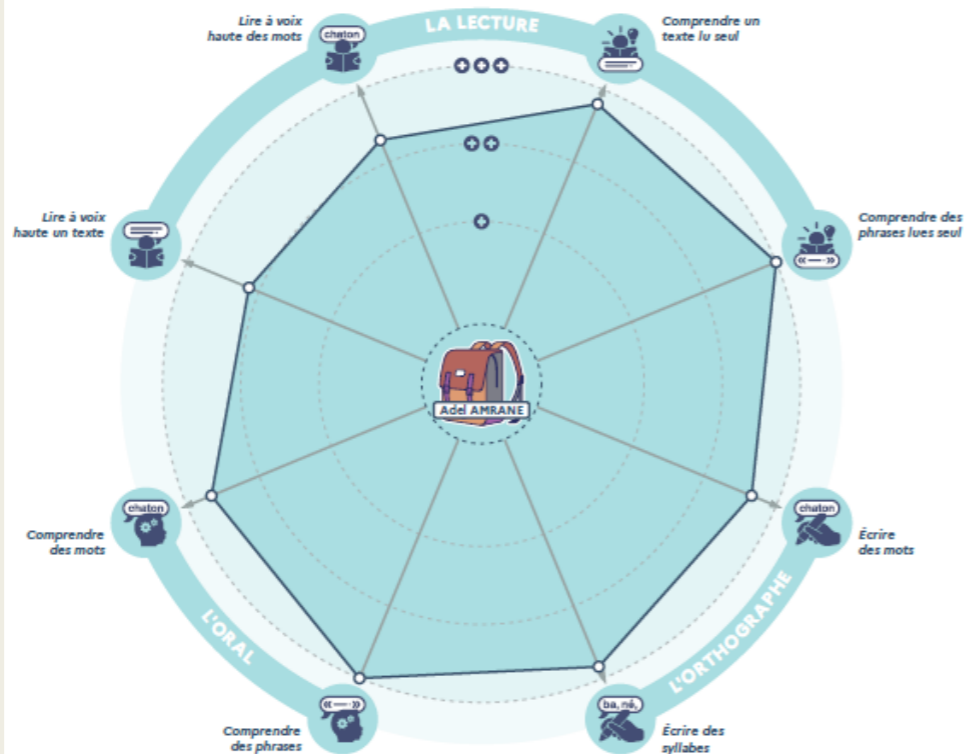 LA LECTURE
Lire à voix
haute des mots
chaton
Comprendre un
texte lu seul
Lire à voix
haute un texte
Comprendre des
phrases lues seul
Adel AMRANE
chaton
Comprendre
des mots
chaton
Écrire
des mots
L'ORAL
L'ORTHOGRAPHE
Comprendre
des phrases
ba, né,
Écrire des
syllabes